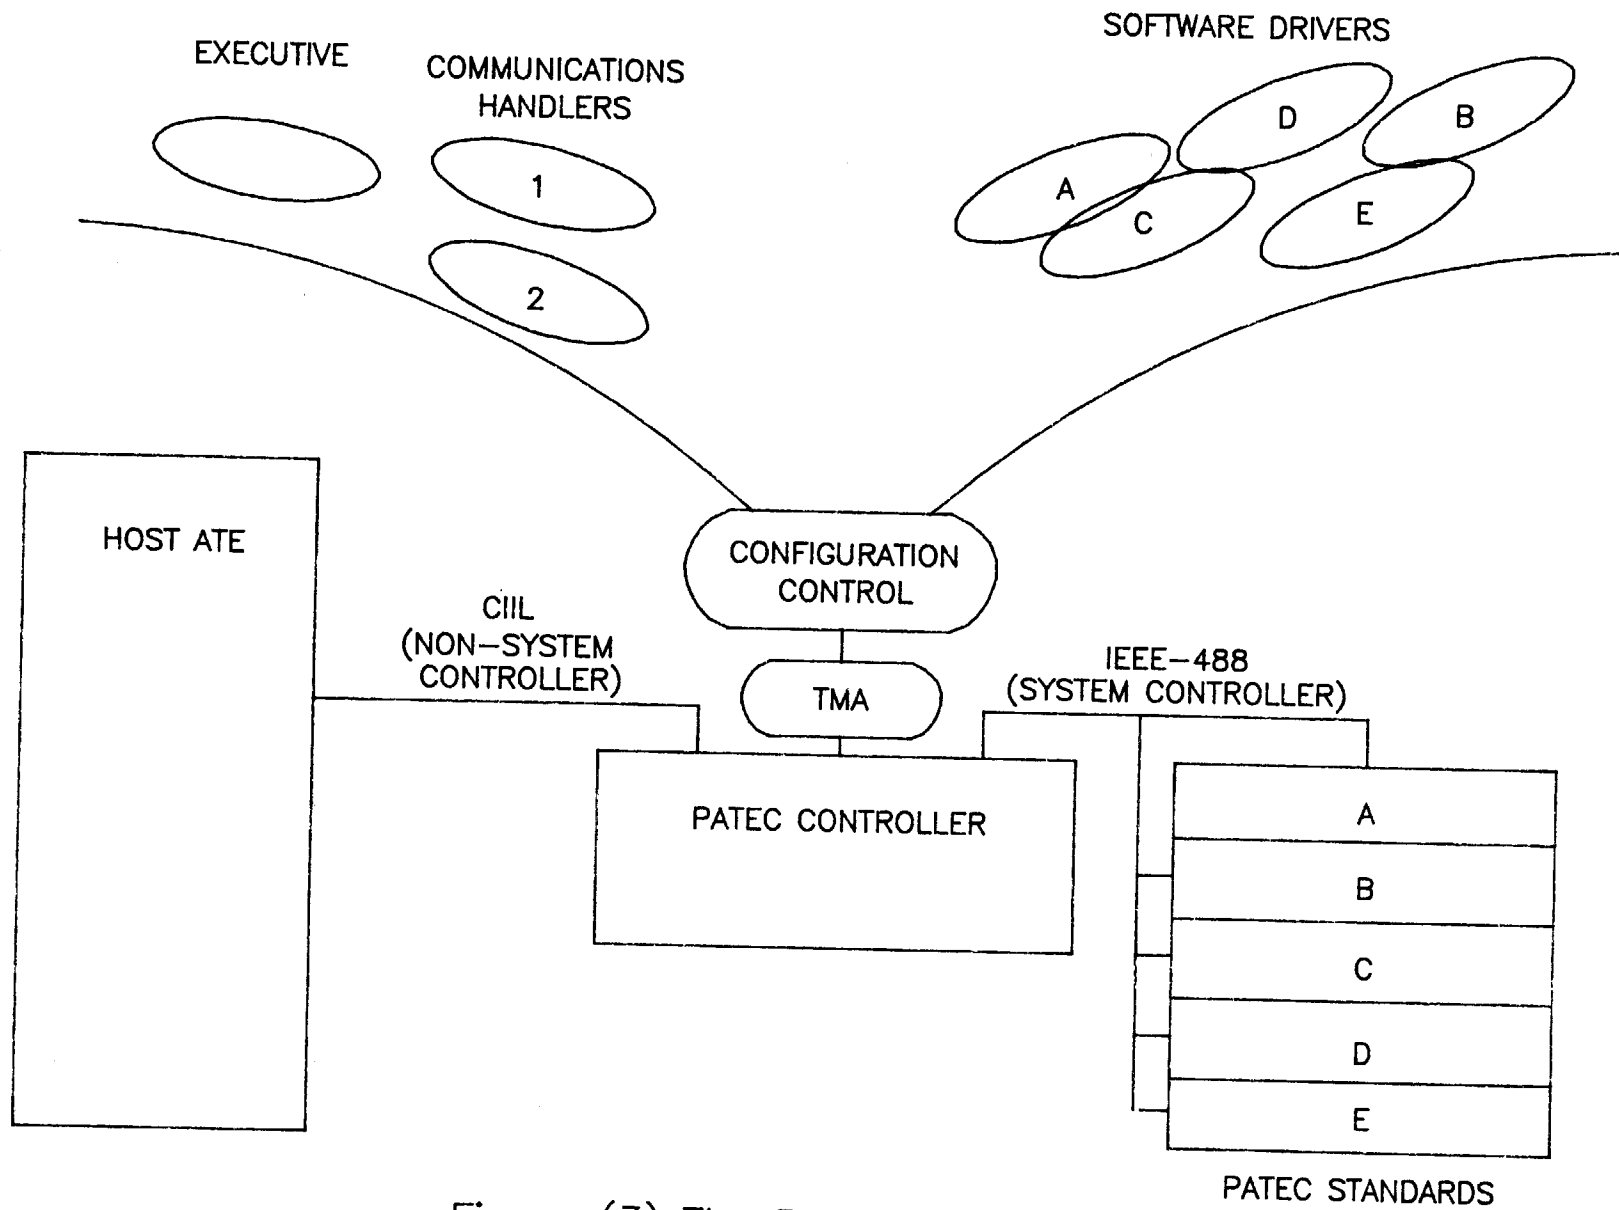 EXECUTIVE
COMMUNICATIONS
HANDLERS
1
2
SOFTWARE DRIVERS
D
B
A
C
E
HOST ATE
CONFIGURATION
CONTROL
CIIL
(NON-SYSTEM
CONTROLLER)
TMA
IEEE-488
(SYSTEM CONTROLLER)
PATEC CONTROLLER
A
B
C
D
E
PATEC STANDARDS